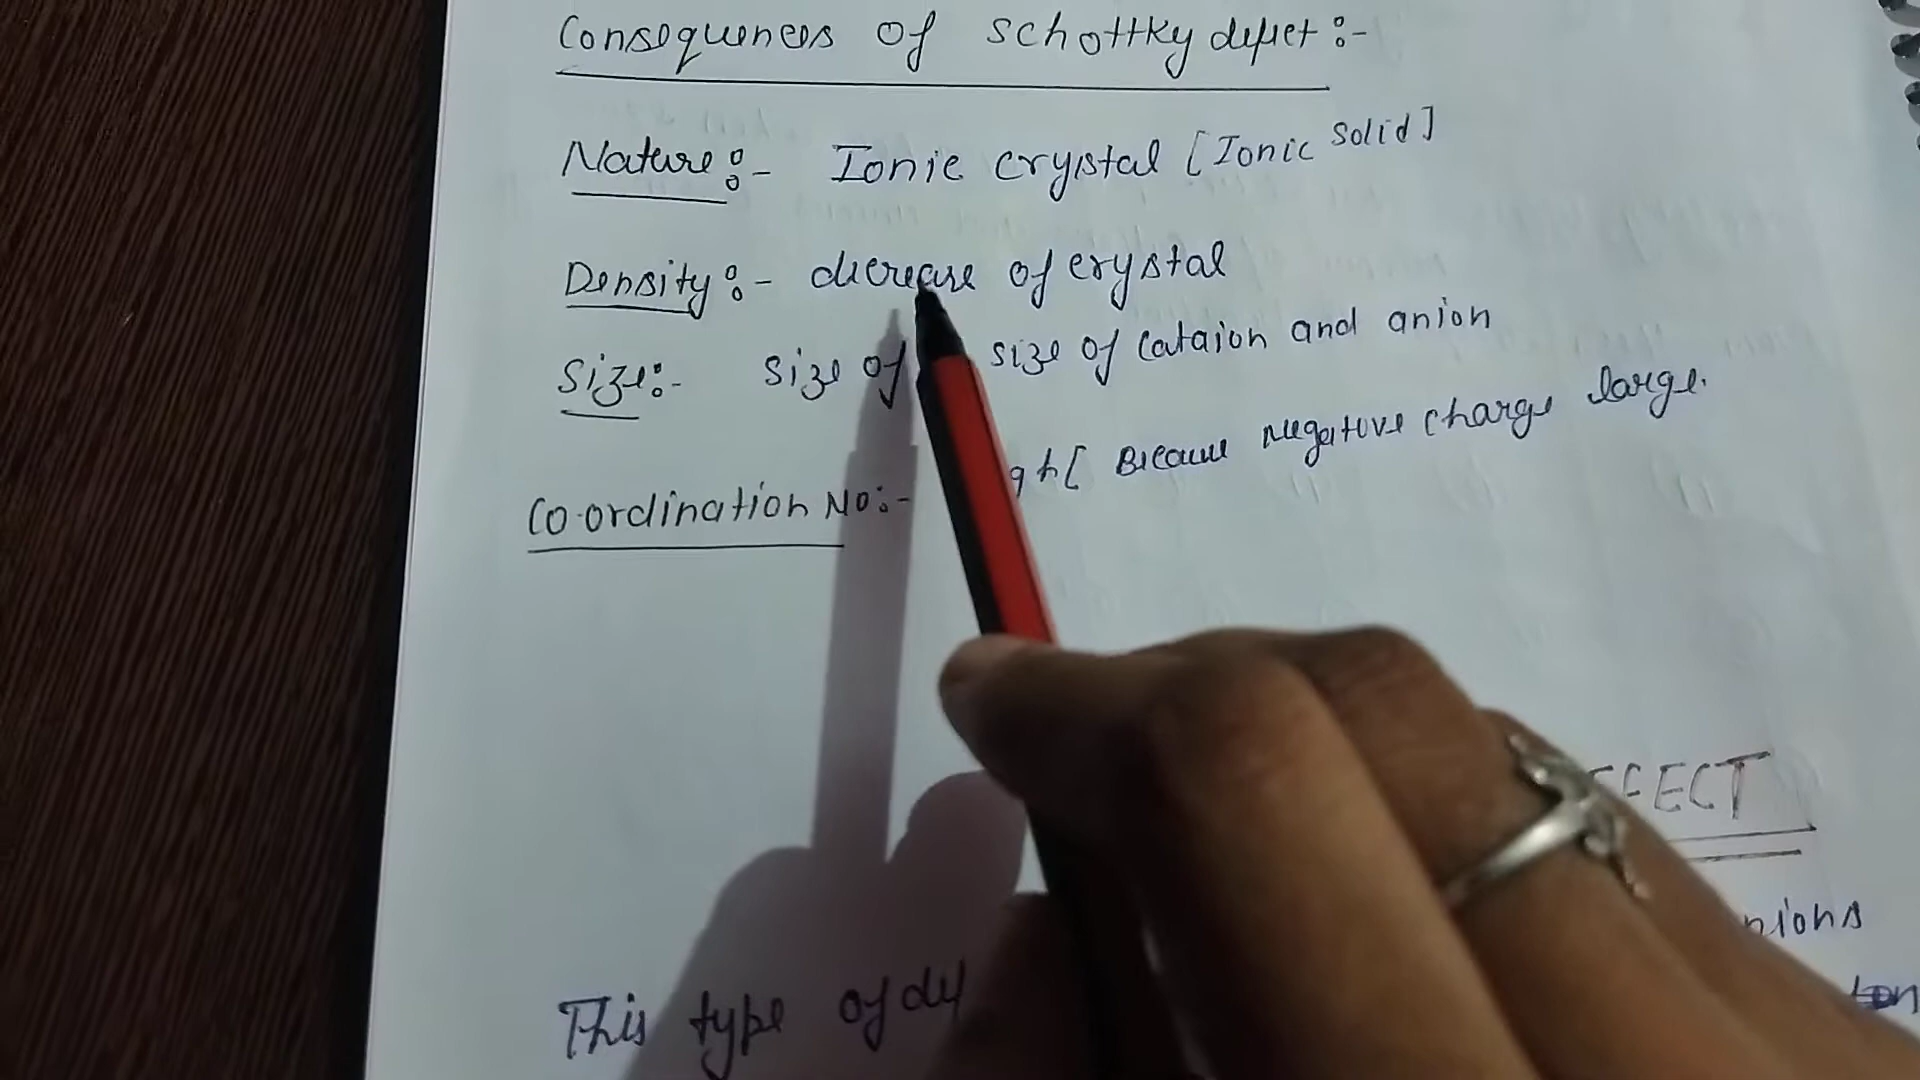 Consequences of schottky defect :-
Nature :- Ionic crystal [Ionic Solid]
Density :- decrease of crystal
Size :- Size of size of Cataion and anion
Co-ordination No :- gh [ Because negative charge large.
FECT
nions
This type of